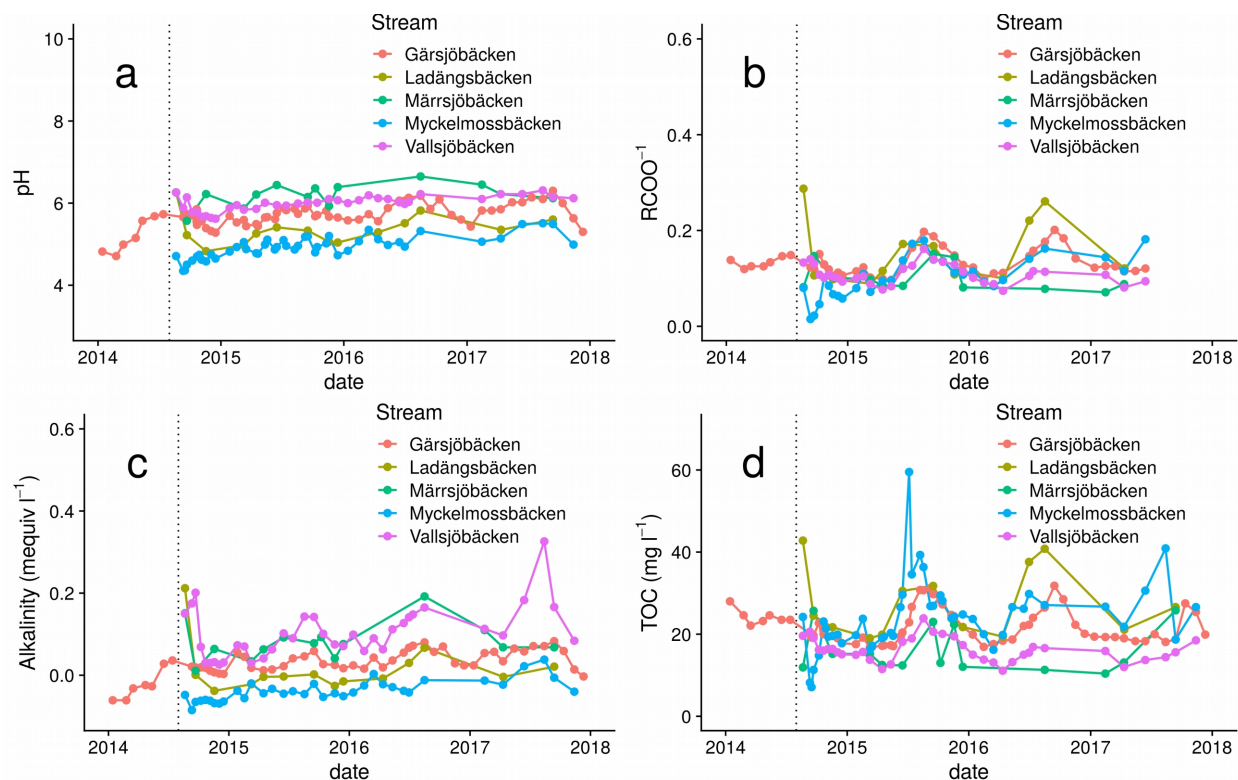 Stream
10
a
Gärsjöbäcken
Ladängsbäcken
Märrsjöbäcken
Myckelmossbäcken
Vallsjöbäcken
8
pH
6
4
2014 2015 2016 2017 2018
date
Stream
0.6
b
Gärsjöbäcken
Ladängsbäcken
Märrsjöbäcken
Myckelmossbäcken
Vallsjöbäcken
0.4
RCOO⁻¹
0.2
0.0
2014 2015 2016 2017 2018
date
Stream
0.6
c
Gärsjöbäcken
Ladängsbäcken
Märrsjöbäcken
Myckelmossbäcken
Vallsjöbäcken
0.4
Alkalinity (mequiv l⁻¹)
0.2
0.0
2014 2015 2016 2017 2018
date
Stream
60
d
Gärsjöbäcken
Ladängsbäcken
Märrsjöbäcken
Myckelmossbäcken
Vallsjöbäcken
40
TOC (mg l⁻¹)
20
0
2014 2015 2016 2017 2018
date